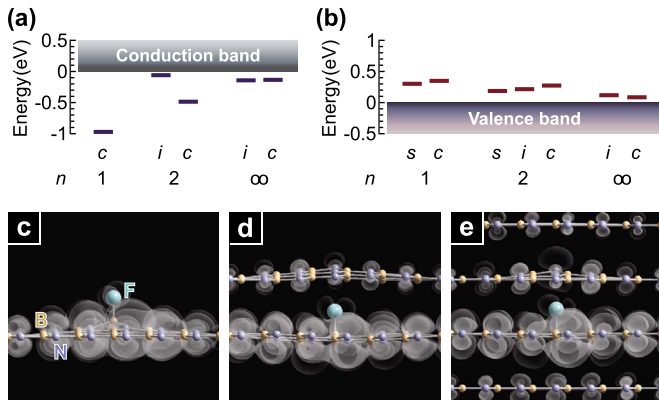 (a)
Energy (eV)
0.5
0
-0.5
-1
Conduction band
c i c i c
n 1 2 ∞
(b)
Energy (eV)
1
0.5
0
-0.5
Valence band
s c s i c i c
n 1 2 ∞
c
F
B
N
d
e